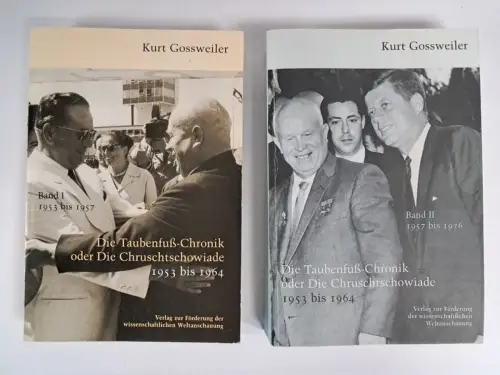 Kurt Gossweiler
Band I
1953 bis 1957
Die Taubenfuß-Chronik
oder Die Chruschtschowiade
1953 bis 1964
Verlag zur Förderung der
wissenschaftlichen Weltanschauung
Kurt Gossweiler
Band II
1957 bis 1976
Die Taubenfuß-Chronik
oder Die Chruschtschowiade
1953 bis 1964
Verlag zur Förderung
der wissenschaftlichen
Weltanschauung